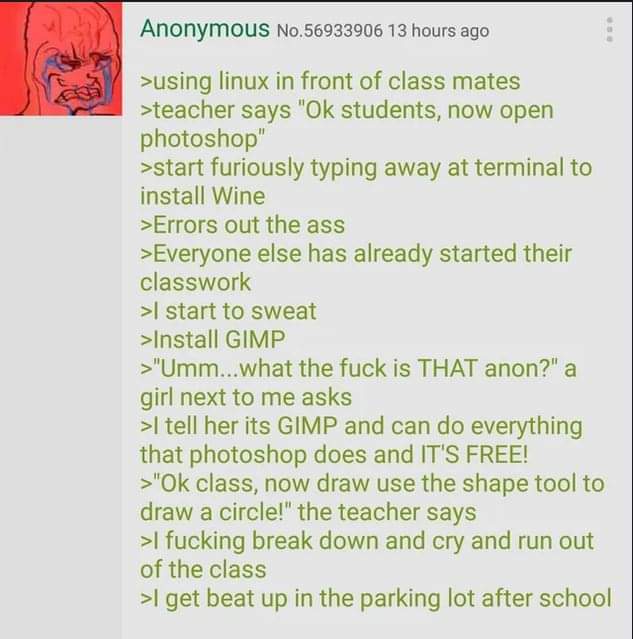 Anonymous No.56933906 13 hours ago
>using linux in front of class mates
>teacher says "Ok students, now open
photoshop"
>start furiously typing away at terminal to
install Wine
>Errors out the ass
>Everyone else has already started their
classwork
>I start to sweat
>Install GIMP
>"Umm...what the fuck is THAT anon?" a
girl next to me asks
>I tell her its GIMP and can do everything
that photoshop does and IT'S FREE!
>"Ok class, now draw use the shape tool to
draw a circle!" the teacher says
>I fucking break down and cry and run out
of the class
>I get beat up in the parking lot after school